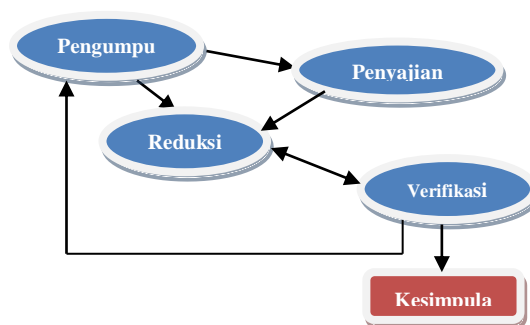 Pengumpu
Penyajian
Reduksi
Verifikasi
Kesimpula